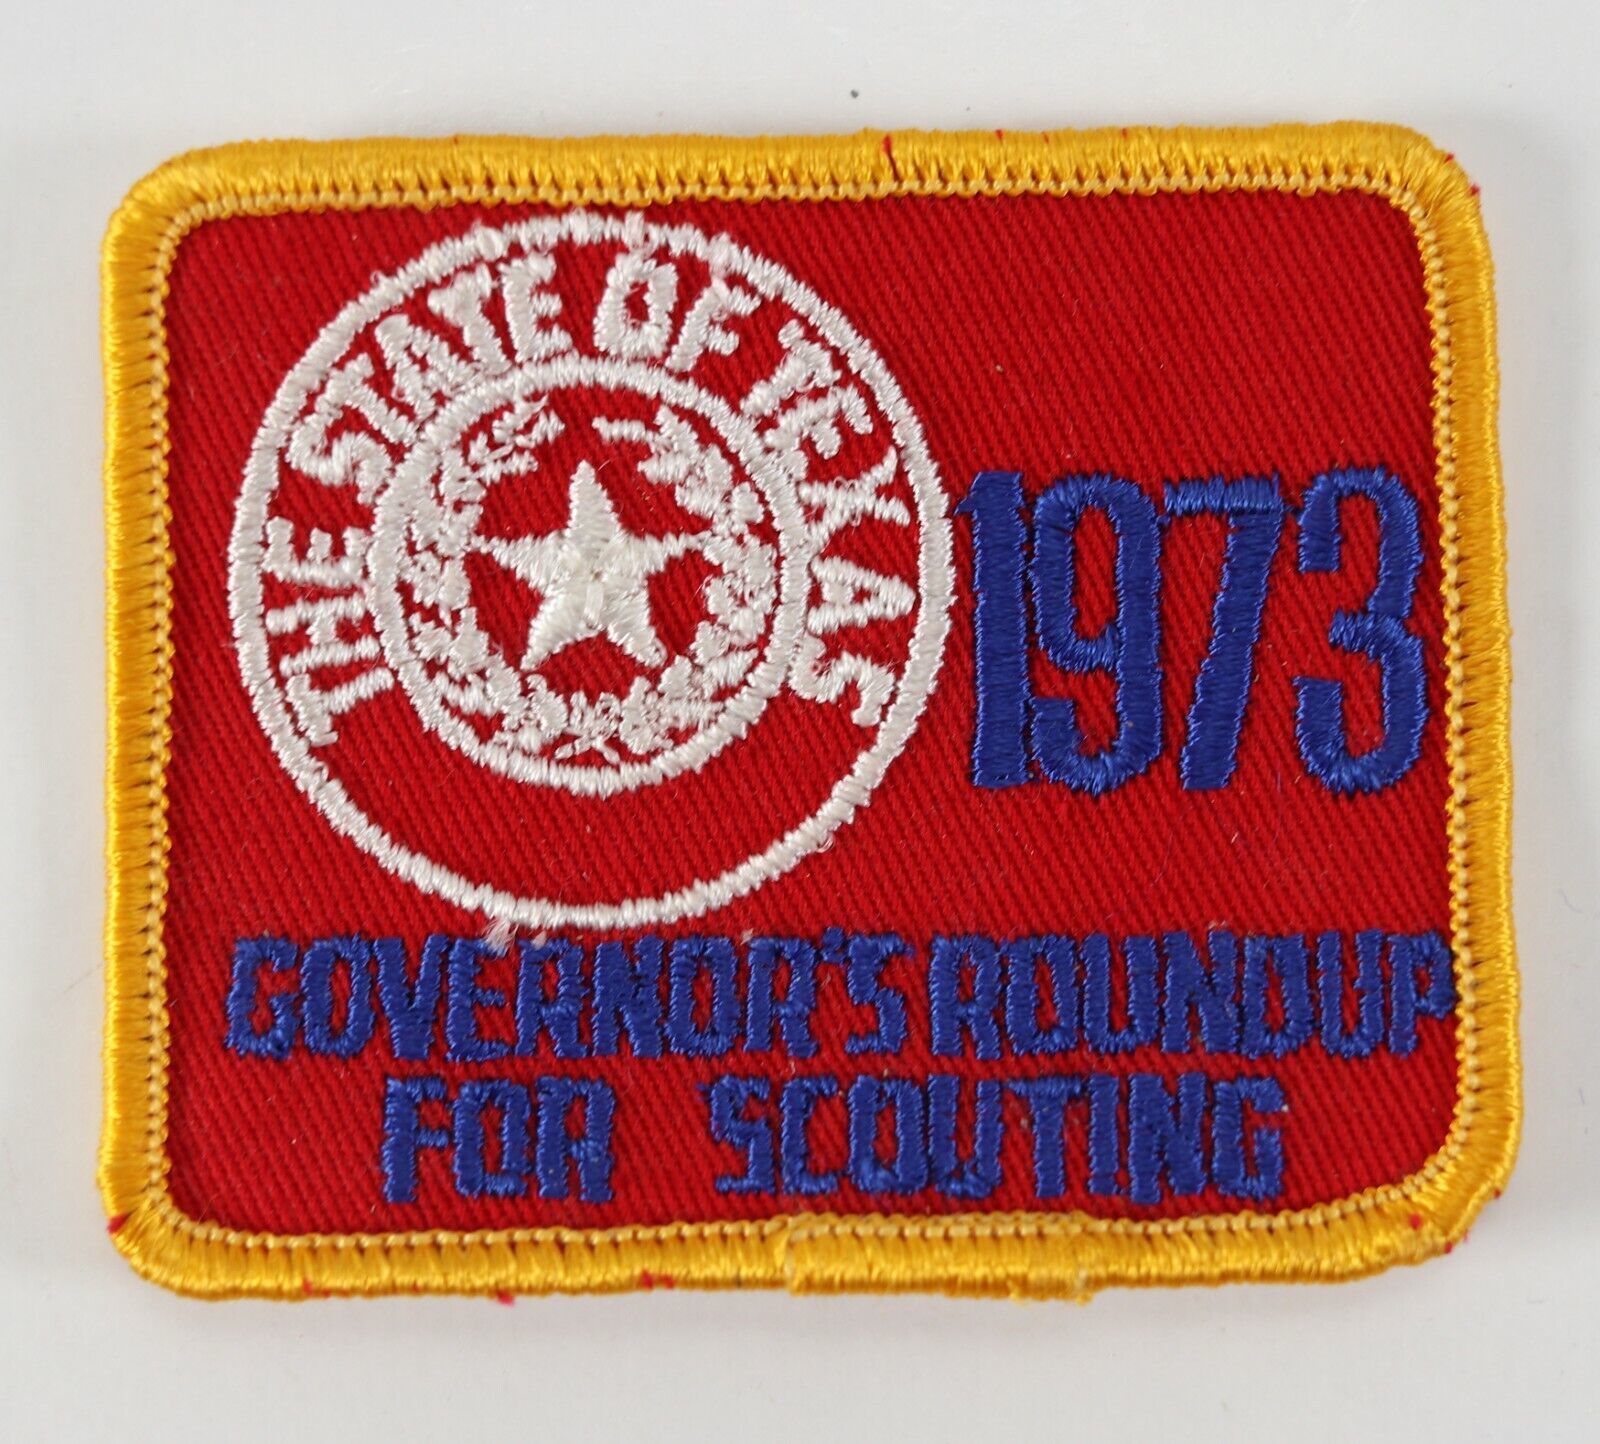 THE STATE OF TEXAS
1973
GOVERNOR'S ROUNDUP
FOR SCOUTING